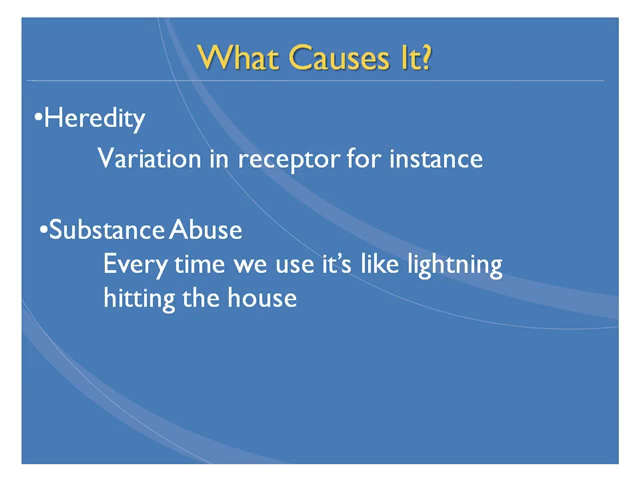 What Causes It?
•Heredity
Variation in receptor for instance
•Substance Abuse
Every time we use it’s like lightning
hitting the house